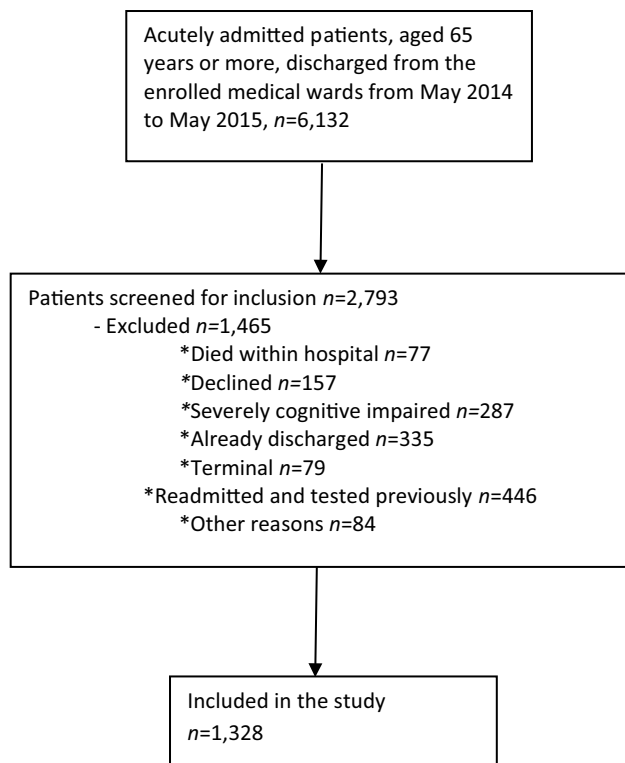 Acutely admitted patients, aged 65
years or more, discharged from the
enrolled medical wards from May 2014
to May 2015, n=6,132
Patients screened for inclusion n=2,793
- Excluded n=1,465
*Died within hospital n=77
*Declined n=157
*Severely cognitive impaired n=287
*Already discharged n=335
*Terminal n=79
*Readmitted and tested previously n=446
*Other reasons n=84
Included in the study
n=1,328